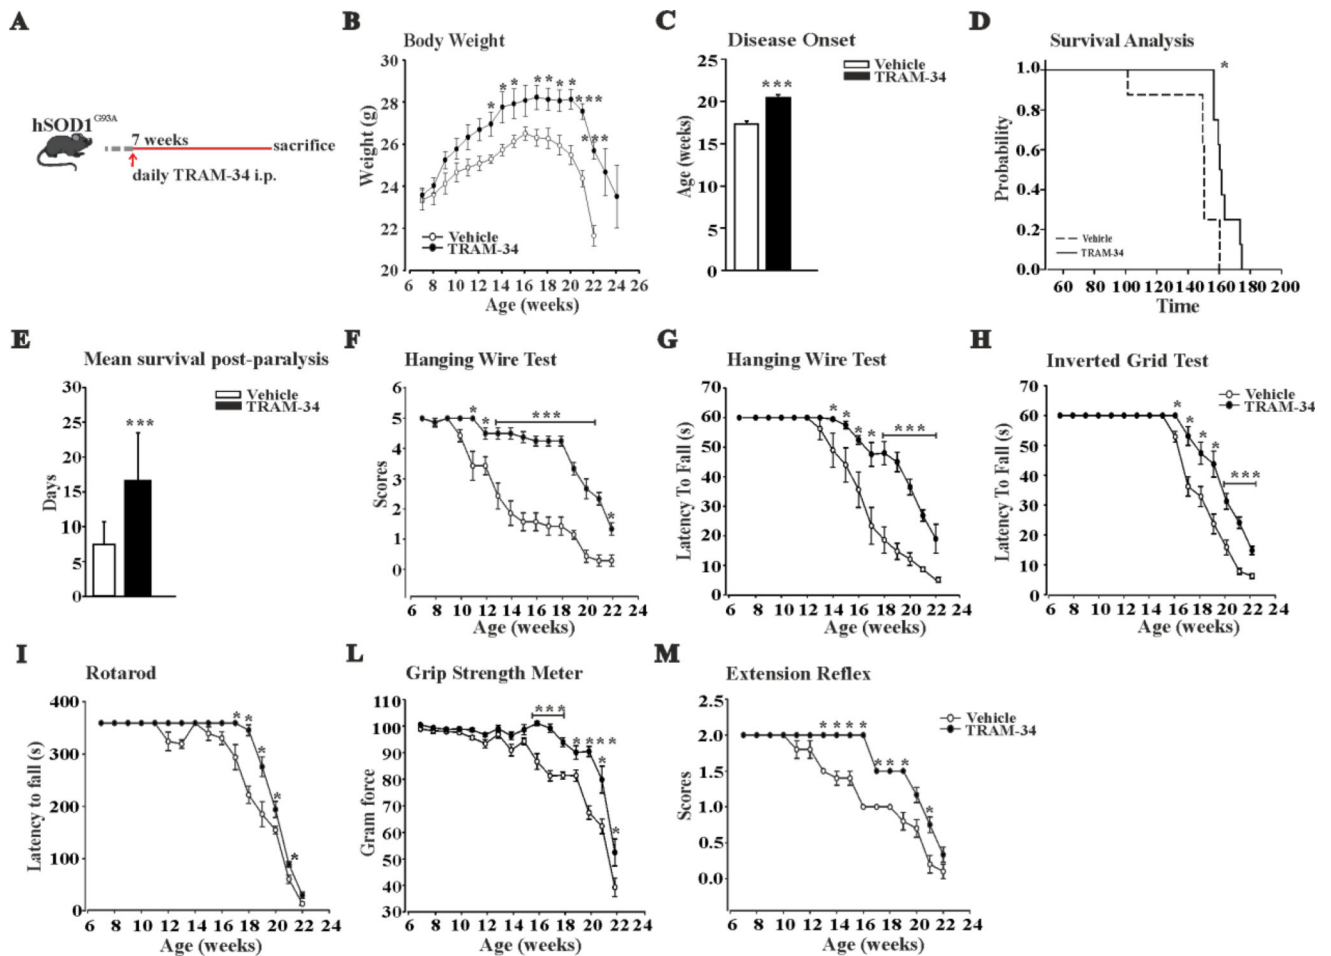 A
hSOD1G93A
7 weeks
sacrifice
daily TRAM-34 i.p.
B
Body Weight
Weight (g)
30
28
26
24
22
20
* * * * * * * * **
* **
Vehicle
TRAM-34
6 8 10 12 14 16 18 20 22 24 26
Age (weeks)
C
Disease Onset
Vehicle
TRAM-34
Age (weeks)
25
20
15
10
5
0
***
D
Survival Analysis
Probability
1.0
0.8
0.6
0.4
0.2
0.0
*
Vehicle
TRAM-34
60 80 100 120 140 160 180 200
Time
E
Mean survival post-paralysis
Vehicle
TRAM-34
Days
30
25
20
15
10
5
0
***
F
Hanging Wire Test
Scores
6
5
4
3
2
1
0
* * *** *
6 8 10 12 14 16 18 20 22 24
Age (weeks)
G
Hanging Wire Test
Latency To Fall (s)
70
60
50
40
30
20
10
0
* * * * ***
6 8 10 12 14 16 18 20 22 24
Age (weeks)
H
Inverted Grid Test
Vehicle
TRAM-34
Latency To Fall (s)
70
60
50
40
30
20
10
0
* * * * ***
6 8 10 12 14 16 18 20 22 24
Age (weeks)
I
Rotarod
Latency to fall (s)
400
300
200
100
0
* * * * *
6 8 10 12 14 16 18 20 22 24
Age (weeks)
L
Grip Strength Meter
Gram force
110
100
90
80
70
60
50
40
30
*** * * * * * *
6 8 10 12 14 16 18 20 22 24
Age (weeks)
M
Extension Reflex
Vehicle
TRAM-34
Scores
2.5
2.0
1.5
1.0
0.5
0.0
* * * * * * * *
6 8 10 12 14 16 18 20 22 24
Age (weeks)